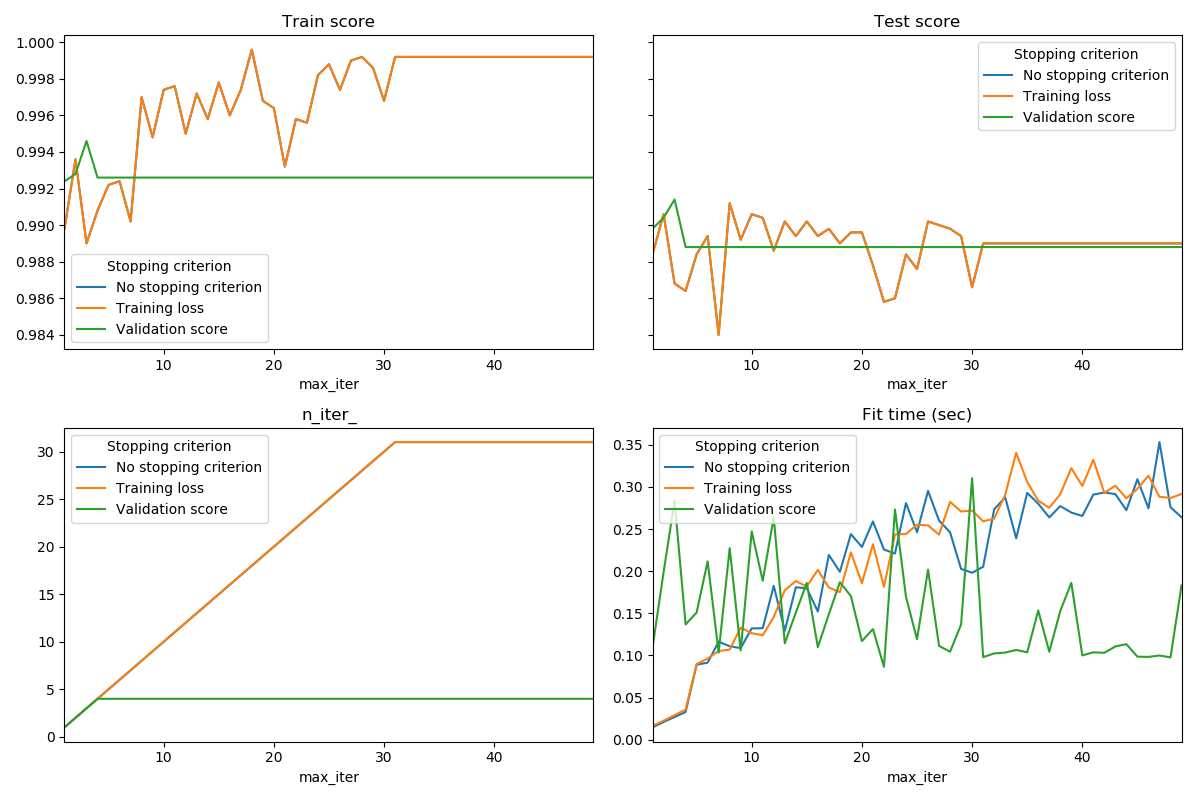 Train score
1.000
0.998
0.996
0.994
0.992
0.990
0.988
0.986
0.984
Stopping criterion
No stopping criterion
Training loss
Validation score
10
20
30
40
max_iter
Test score
Stopping criterion
No stopping criterion
Training loss
Validation score
10
20
30
40
max_iter
n_iter_
30
25
20
15
10
5
0
Stopping criterion
No stopping criterion
Training loss
Validation score
10
20
30
40
max_iter
Fit time (sec)
0.35
0.30
0.25
0.20
0.15
0.10
0.05
0.00
Stopping criterion
No stopping criterion
Training loss
Validation score
10
20
30
40
max_iter